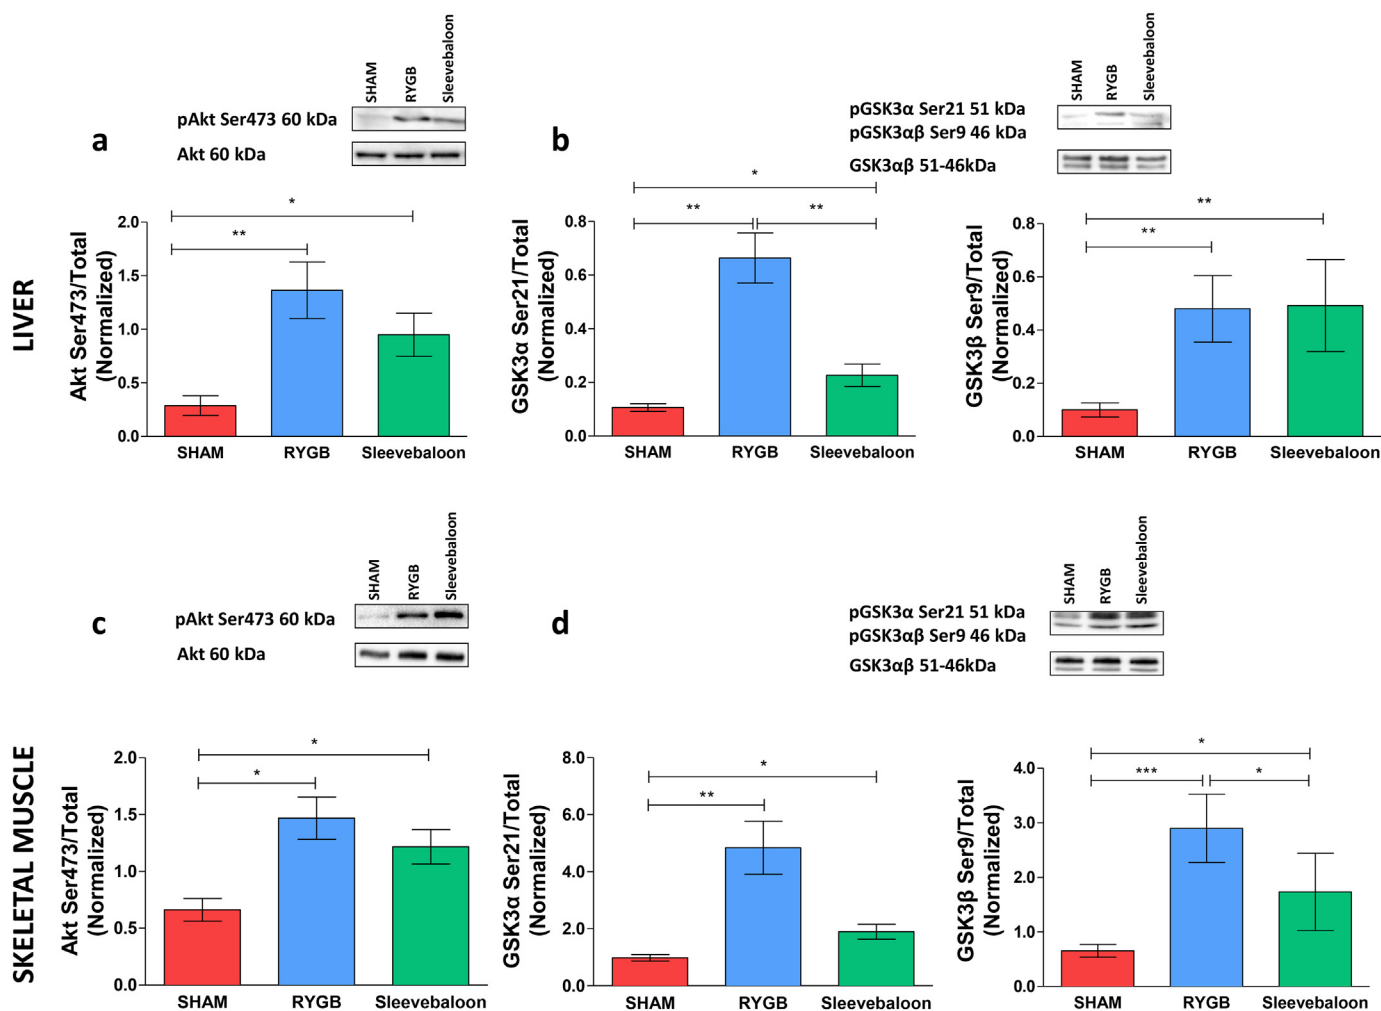 LIVER
a
SHAM
RYGB
Sleevebaloon
pAkt Ser473 60 kDa
Akt 60 kDa
*
**
Akt Ser473/Total
(Normalized)
2.0
1.5
1.0
0.5
0.0
SHAM RYGB Sleevebaloon
b
SHAM
RYGB
Sleevebaloon
pGSK3α Ser21 51 kDa
pGSK3αβ Ser9 46 kDa
GSK3αβ 51-46kDa
*
** **
GSK3α Ser21/Total
(Normalized)
0.8
0.6
0.4
0.2
0.0
SHAM RYGB Sleevebaloon
**
**
GSK3β Ser9/Total
(Normalized)
0.8
0.6
0.4
0.2
0.0
SHAM RYGB Sleevebaloon
SKELETAL MUSCLE
c
SHAM
RYGB
Sleevebaloon
pAkt Ser473 60 kDa
Akt 60 kDa
*
*
Akt Ser473/Total
(Normalized)
2.0
1.5
1.0
0.5
0.0
SHAM RYGB Sleevebaloon
d
SHAM
RYGB
Sleevebaloon
pGSK3α Ser21 51 kDa
pGSK3αβ Ser9 46 kDa
GSK3αβ 51-46kDa
*
**
GSK3α Ser21/Total
(Normalized)
8.0
6.0
4.0
2.0
0.0
SHAM RYGB Sleevebaloon
*
*** *
GSK3β Ser9/Total
(Normalized)
4.0
3.0
2.0
1.0
0.0
SHAM RYGB Sleevebaloon